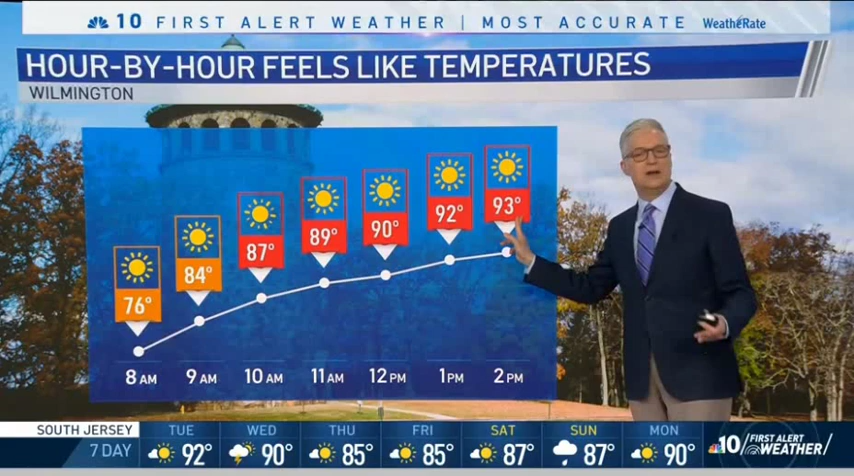 10 FIRST ALERT WEATHER | MOST ACCURATE WeatheRate
HOUR-BY-HOUR FEELS LIKE TEMPERATURES
WILMINGTON
76° 84° 87° 89° 90° 92° 93°
8 AM 9 AM 10 AM 11 AM 12 PM 1 PM 2 PM
SOUTH JERSEY TUE WED THU FRI SAT SUN MON
7 DAY 92° 90° 85° 85° 87° 87° 90°
10 FIRST ALERT
WEATHER